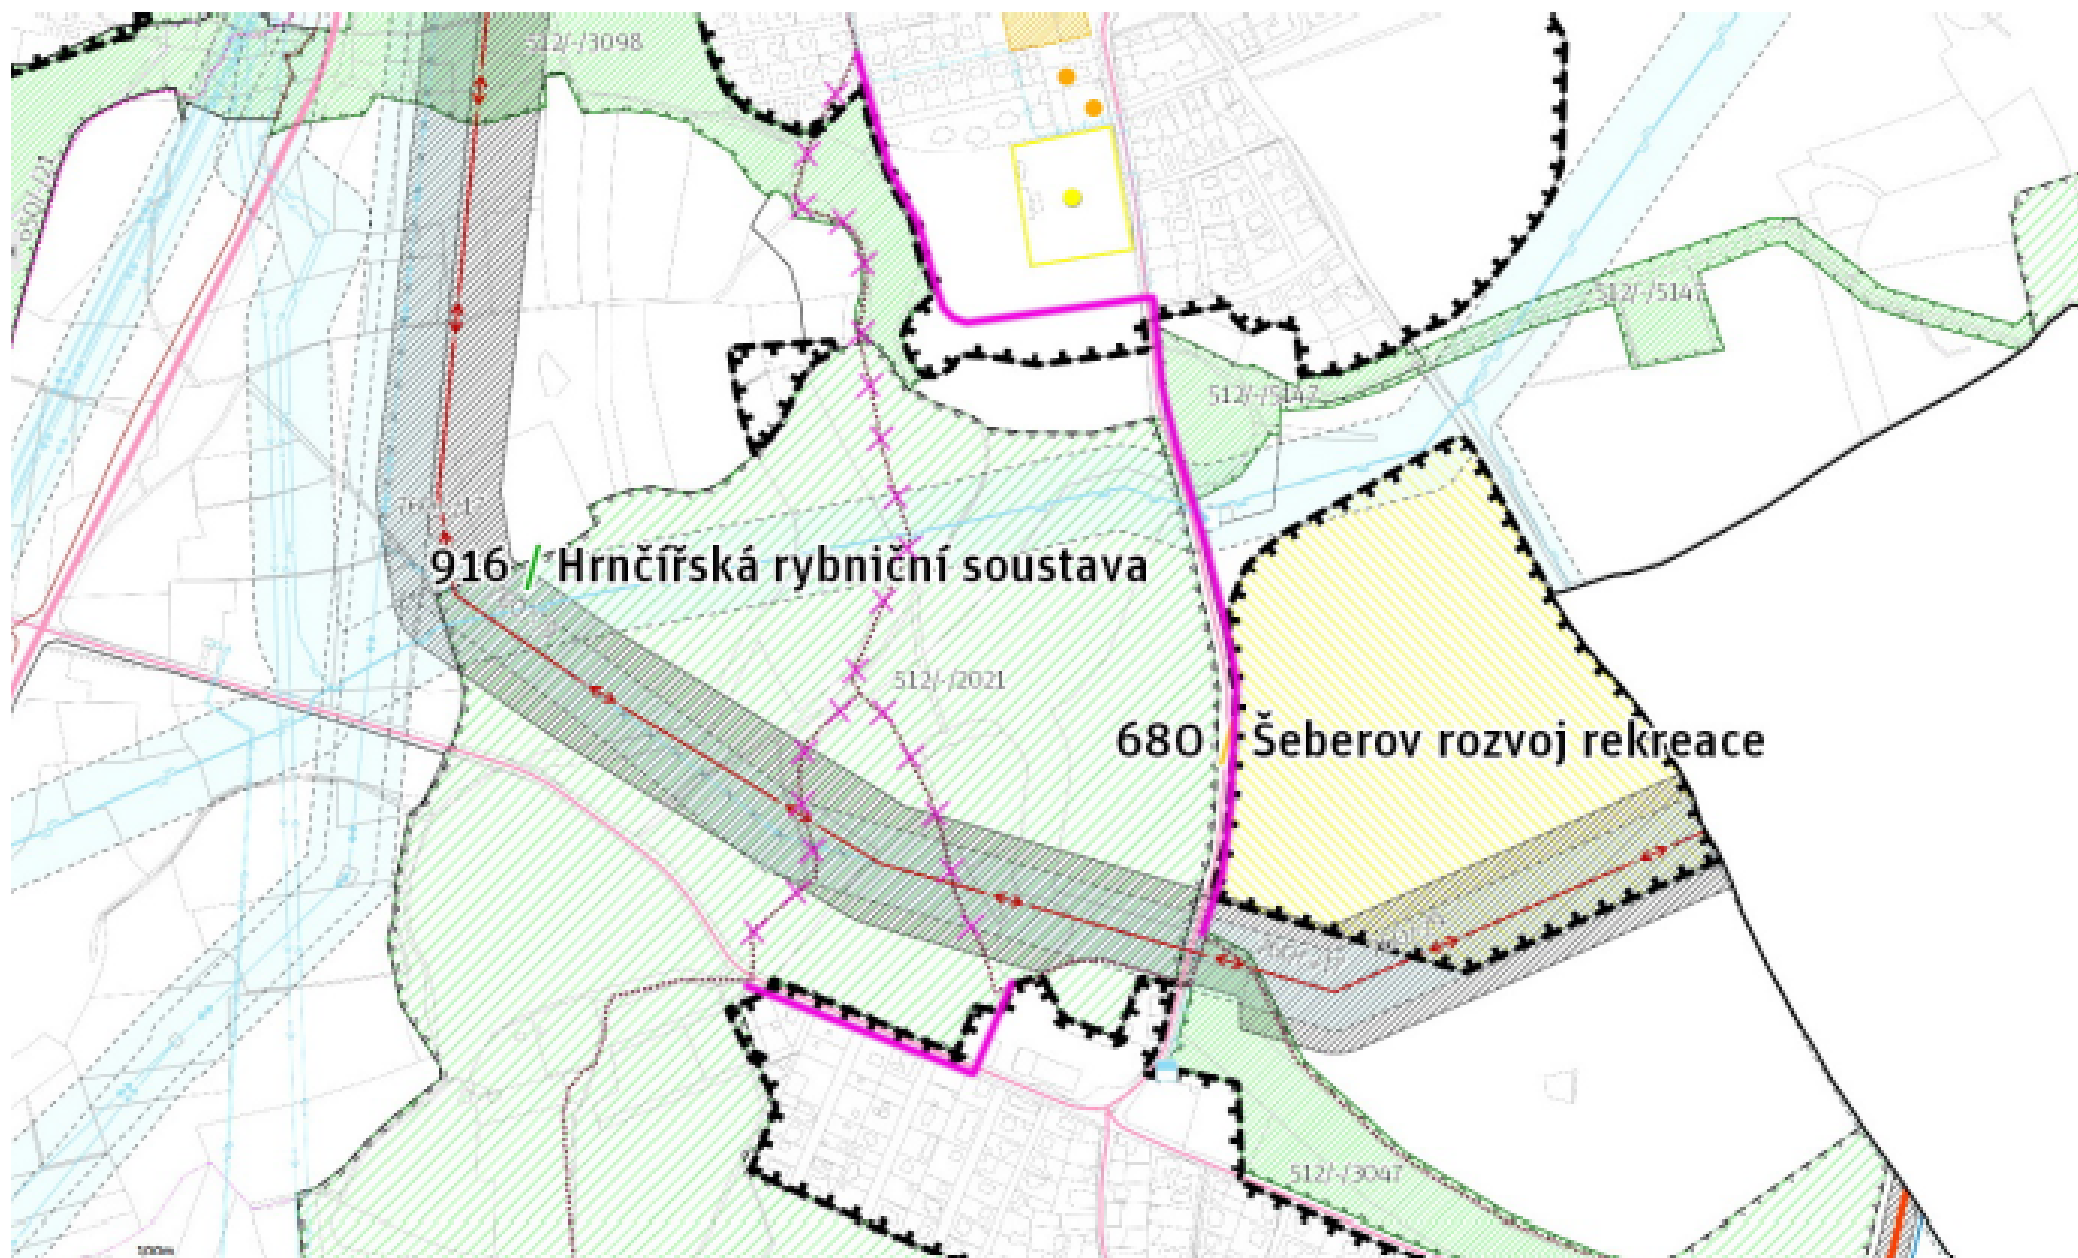 512/-/3098
512/-/5147
512/-/5147
916 / Hrnčířská rybniční soustava
512/-/2021
680 / Šeberov rozvoj rekreace
512/-/3047